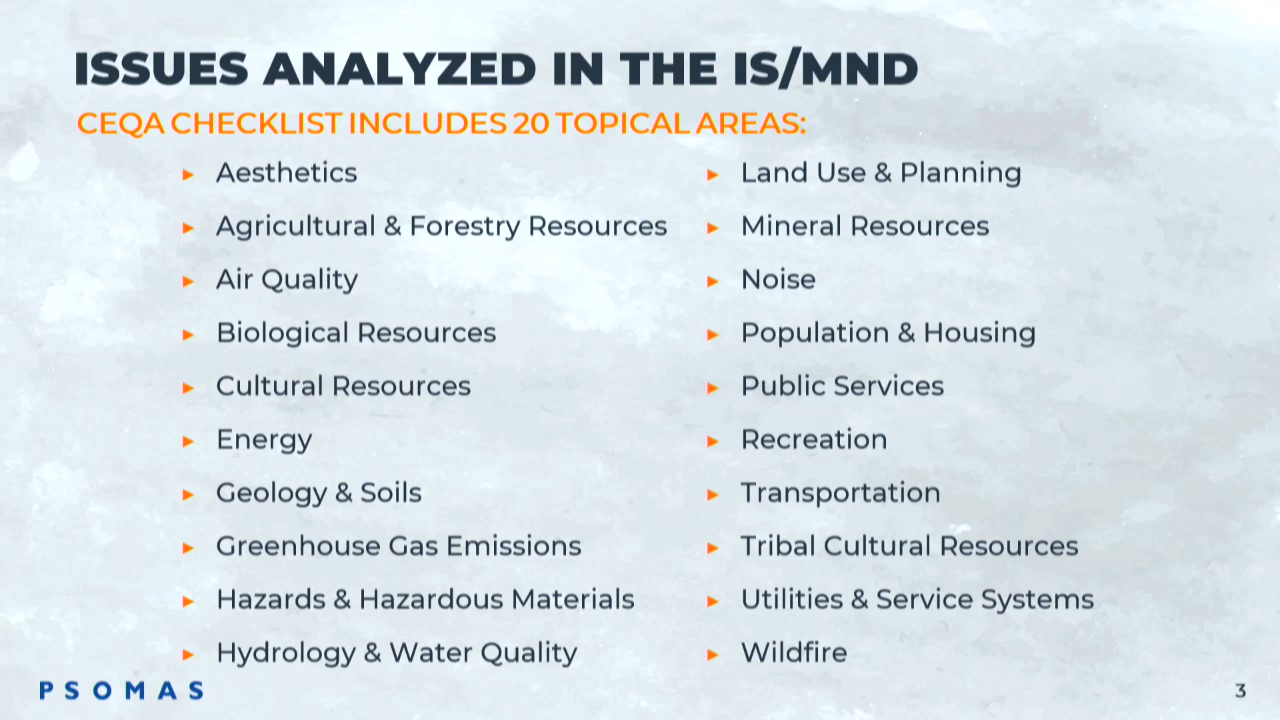 ISSUES ANALYZED IN THE IS/MND
CEQA CHECKLIST INCLUDES 20 TOPICAL AREAS:
Aesthetics
Agricultural & Forestry Resources
Air Quality
Biological Resources
Cultural Resources
Energy
Geology & Soils
Greenhouse Gas Emissions
Hazards & Hazardous Materials
Hydrology & Water Quality
Land Use & Planning
Mineral Resources
Noise
Population & Housing
Public Services
Recreation
Transportation
Tribal Cultural Resources
Utilities & Service Systems
Wildfire
PSOMAS
3